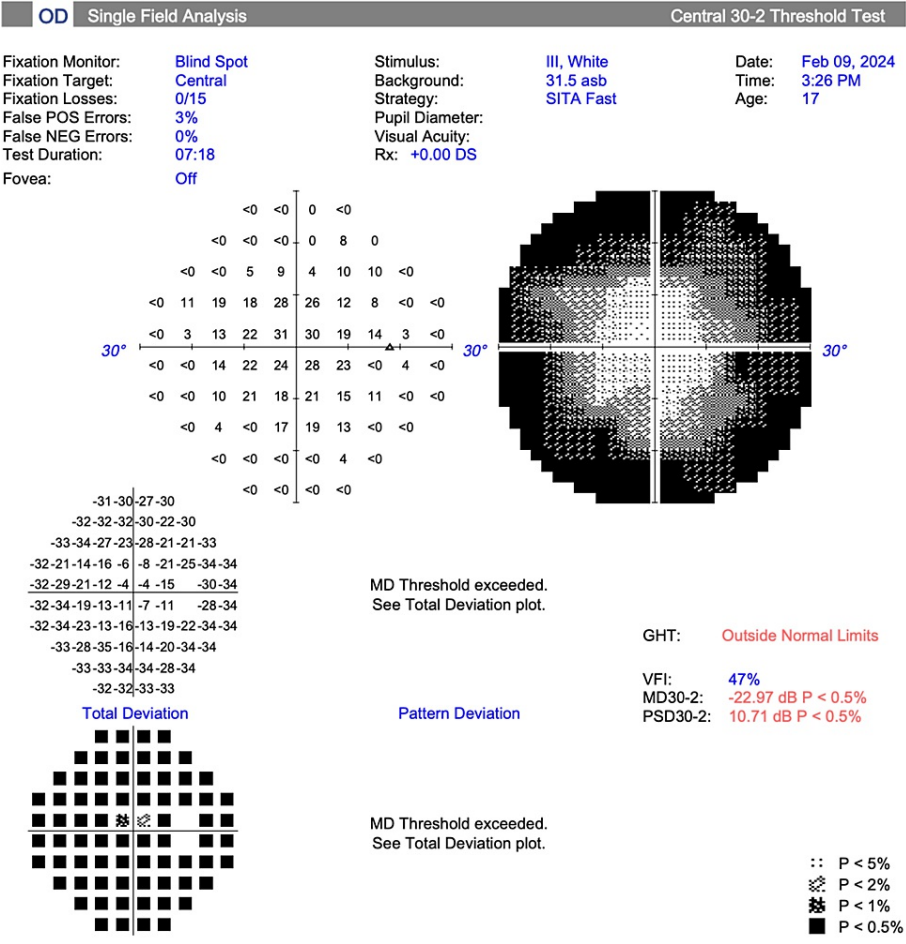 OD Single Field Analysis Central 30-2 Threshold Test
Fixation Monitor: Blind Spot Stimulus: III, White Date: Feb 09, 2024
Fixation Target: Central Background: 31.5 asb Time: 3:26 PM
Fixation Losses: 0/15 Strategy: SITA Fast Age: 17
False POS Errors: 3% Pupil Diameter:
False NEG Errors: 0% Visual Acuity:
Test Duration: 07:18 Rx: +0.00 DS
Fovea: Off
<0 <0 0 <0
<0 <0 <0 0 8 0
<0 <0 5 9 4 10 10 <0
<0 11 19 18 28 26 12 8 <0 <0
<0 3 13 22 31 30 19 14 3 <0
30° 30° 30°
<0 <0 14 22 24 28 23 <0 4 <0
<0 <0 10 21 18 21 15 11 <0 <0
<0 4 <0 17 19 13 <0 <0
<0 <0 <0 <0 4 <0
<0 <0 <0 <0
-31 -30 -27 -30
-32 -32 -32 -30 -22 -30
-33 -34 -27 -23 -28 -21 -21 -33
-32 -21 -14 -16 -6 -8 -21 -25 -34 -34
-32 -29 -21 -12 -4 -4 -15 -30 -34
-32 -34 -19 -13 -11 -7 -11 -28 -34
-32 -34 -23 -13 -16 -13 -19 -22 -34 -34
-33 -28 -35 -16 -14 -20 -34 -34
-33 -33 -34 -34 -28 -34
-32 -32 -33 -33
MD Threshold exceeded.
See Total Deviation plot.
GHT: Outside Normal Limits
VFI: 47%
MD30-2: -22.97 dB P < 0.5%
PSD30-2: 10.71 dB P < 0.5%
Total Deviation Pattern Deviation
MD Threshold exceeded.
See Total Deviation plot.
P < 5%
P < 2%
P < 1%
P < 0.5%